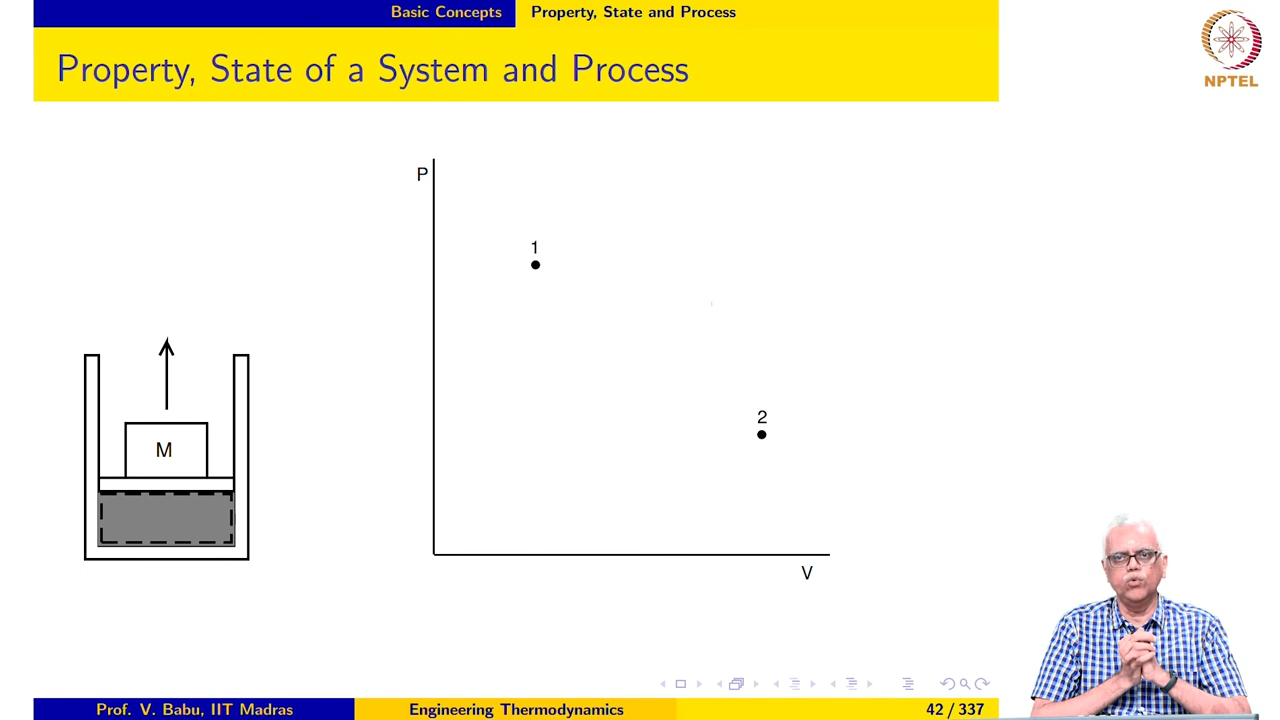 Basic Concepts Property, State and Process
Property, State of a System and Process
NPTEL
P
1
2
M
V
Prof. V. Babu, IIT Madras Engineering Thermodynamics 42 / 337